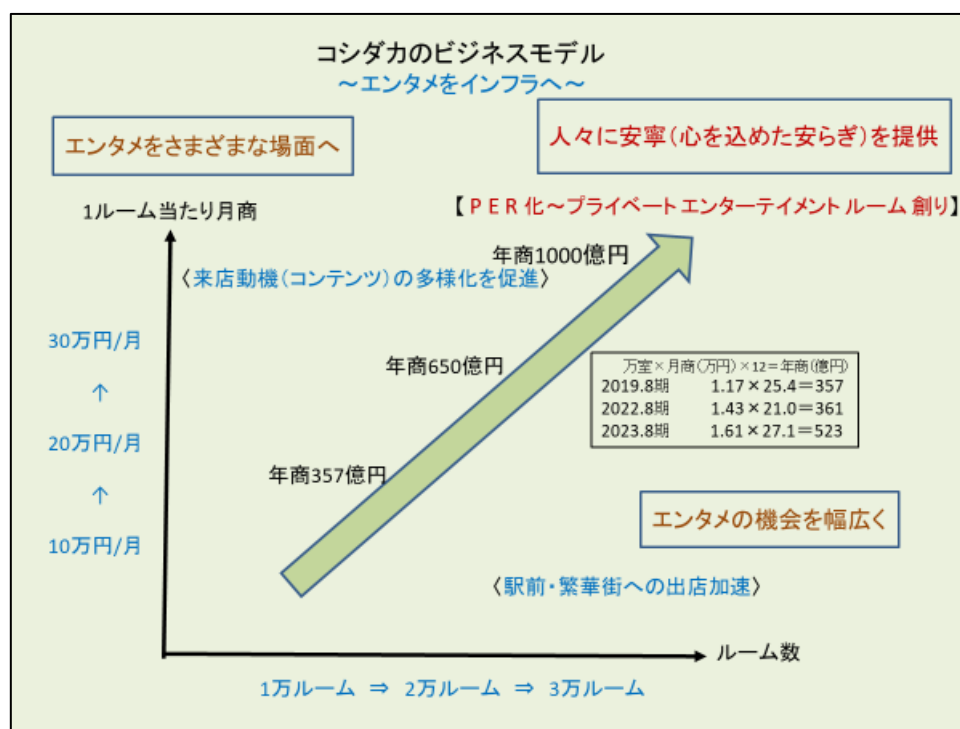 コシダカのビジネスモデル
～エンタメをインフラへ～
エンタメをさまざまな場面へ
人々に安寧(心を込めた安らぎ)を提供
【 P E R 化～プライベート エンターテイメント ルーム 創り】
1ルーム当たり月商
年商1000億円
〈来店動機(コンテンツ)の多様化を促進〉
30万円/月
↑
20万円/月
↑
10万円/月
年商650億円
年商357億円
万室×月商(万円)×12=年商(億円)
2019.8期 1.17×25.4=357
2022.8期 1.43×21.0=361
2023.8期 1.61×27.1=523
エンタメの機会を幅広く
〈駅前・繁華街への出店加速〉
ルーム数
1万ルーム ⇒ 2万ルーム ⇒ 3万ルーム